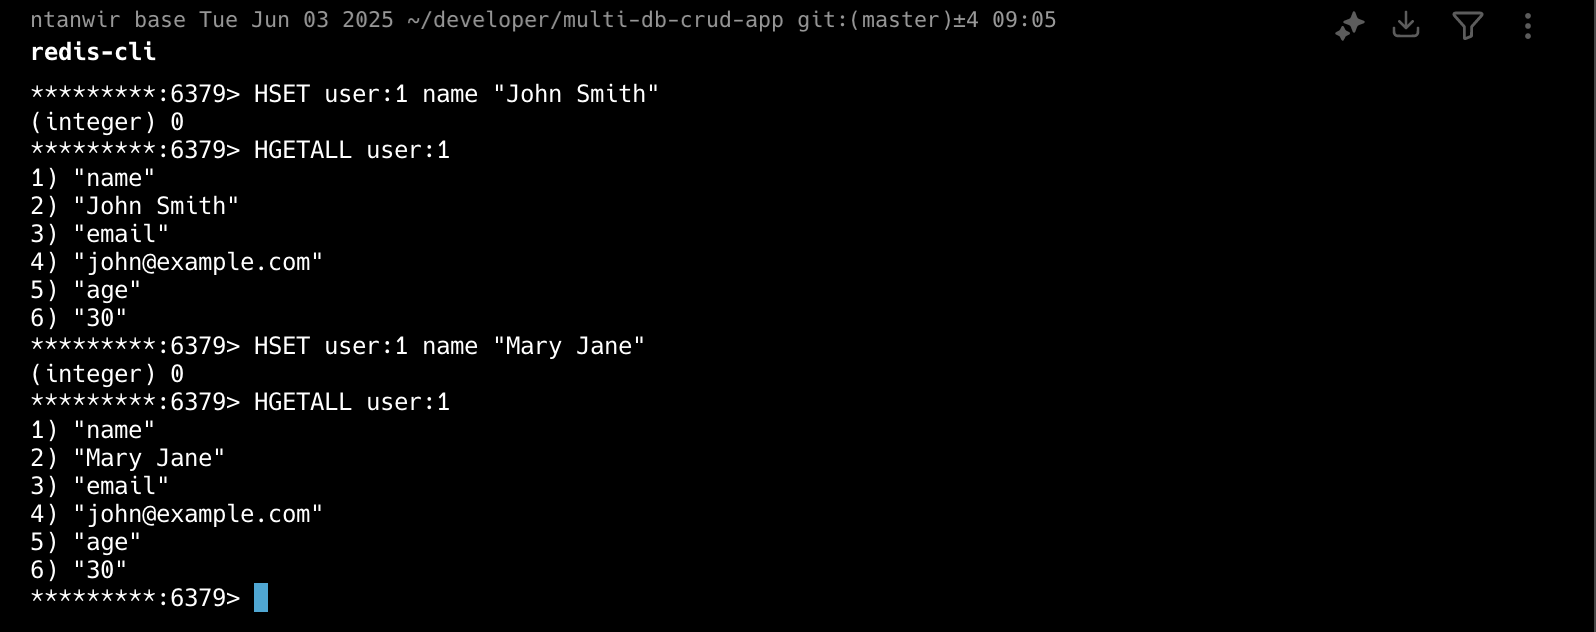 ntanwir base Tue Jun 03 2025 ~/developer/multi-db-crud-app git:(master)±4 09:05
redis-cli
*********:6379> HSET user:1 name "John Smith"
(integer) 0
*********:6379> HGETALL user:1
1) "name"
2) "John Smith"
3) "email"
4) "john@example.com"
5) "age"
6) "30"
*********:6379> HSET user:1 name "Mary Jane"
(integer) 0
*********:6379> HGETALL user:1
1) "name"
2) "Mary Jane"
3) "email"
4) "john@example.com"
5) "age"
6) "30"
*********:6379>